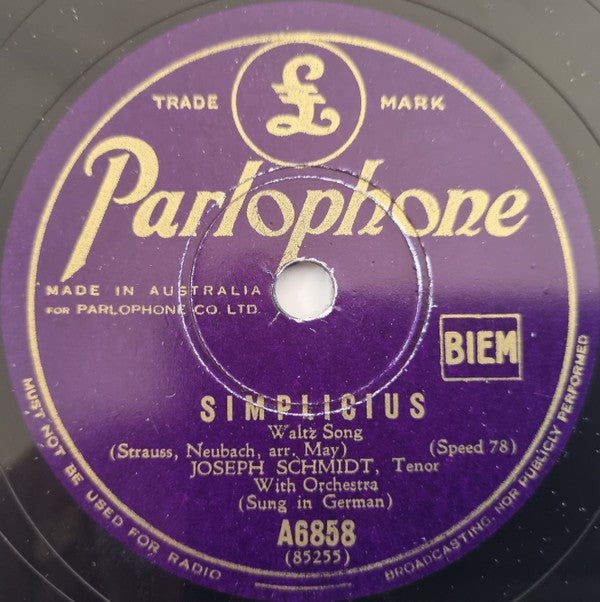 £
TRADE MARK
Parlophone
MADE IN AUSTRALIA
FOR PARLOPHONE CO. LTD.
BIEM
SIMPLICIUS
Waltz Song
(Strauss, Neubach, arr. May) (Speed 78)
JOSEPH SCHMIDT, Tenor
With Orchestra
(Sung in German)
A6858
(85255)
MUST NOT BE USED FOR RADIO BROADCASTING, NOR PUBLICLY PERFORMED